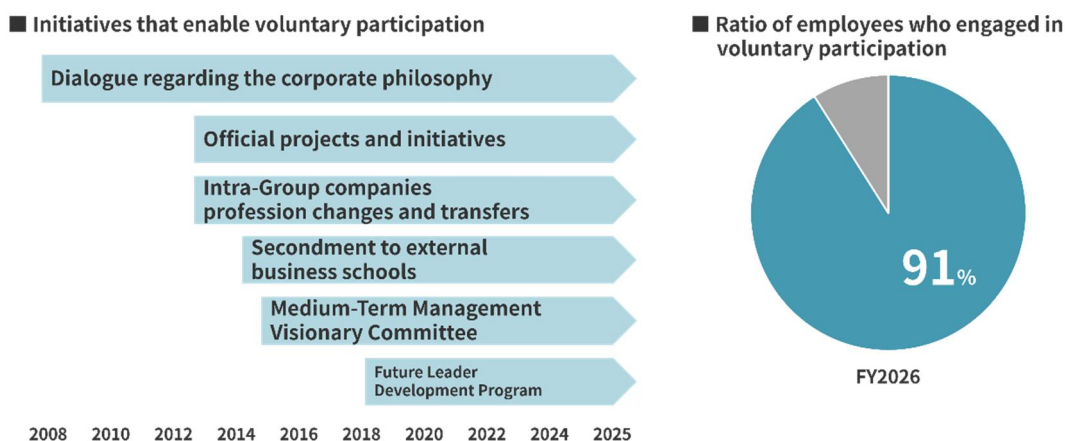 ■ Initiatives that enable voluntary participation
Dialogue regarding the corporate philosophy
Official projects and initiatives
Intra-Group companies
profession changes and transfers
Secondment to external
business schools
Medium-Term Management
Visionary Committee
Future Leader
Development Program
2008 2010 2012 2014 2016 2018 2020 2022 2024 2025
■ Ratio of employees who engaged in
voluntary participation
91%
FY2026